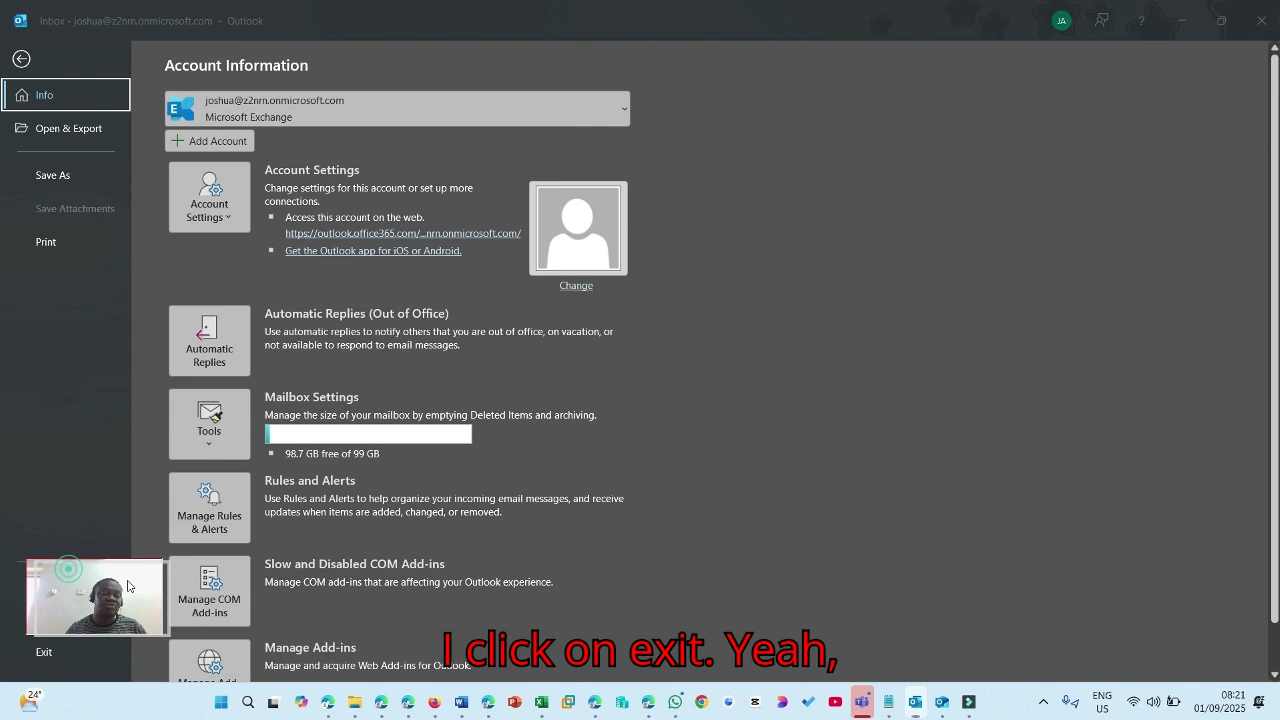 Inbox - joshua@z2nrn.onmicrosoft.com - Outlook
JA
?
Info
Open & Export
Save As
Save Attachments
Print
Exit
Account Information
joshua@z2nrn.onmicrosoft.com
Microsoft Exchange
Add Account
Account
Settings
Account Settings
Change settings for this account or set up more
connections.
Access this account on the web.
https://outlook.office365.com/...nrn.onmicrosoft.com/
Get the Outlook app for iOS or Android.
Change
Automatic
Replies
Automatic Replies (Out of Office)
Use automatic replies to notify others that you are out of office, on vacation, or
not available to respond to email messages.
Tools
Mailbox Settings
Manage the size of your mailbox by emptying Deleted Items and archiving.
98.7 GB free of 99 GB
Manage Rules
& Alerts
Rules and Alerts
Use Rules and Alerts to help organize your incoming email messages, and receive
updates when items are added, changed, or removed.
Manage COM
Add-ins
Slow and Disabled COM Add-ins
Manage COM add-ins that are affecting your Outlook experience.
Manage Add-ins
Manage and acquire Web Add-ins for Outlook.
I click on exit. Yeah,
24°
ENG
US
08:21
01/09/2025